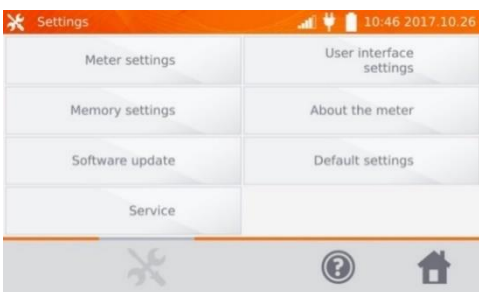 Settings
10:46 2017.10.26
Meter settings
User interface
settings
Memory settings
About the meter
Software update
Default settings
Service
?